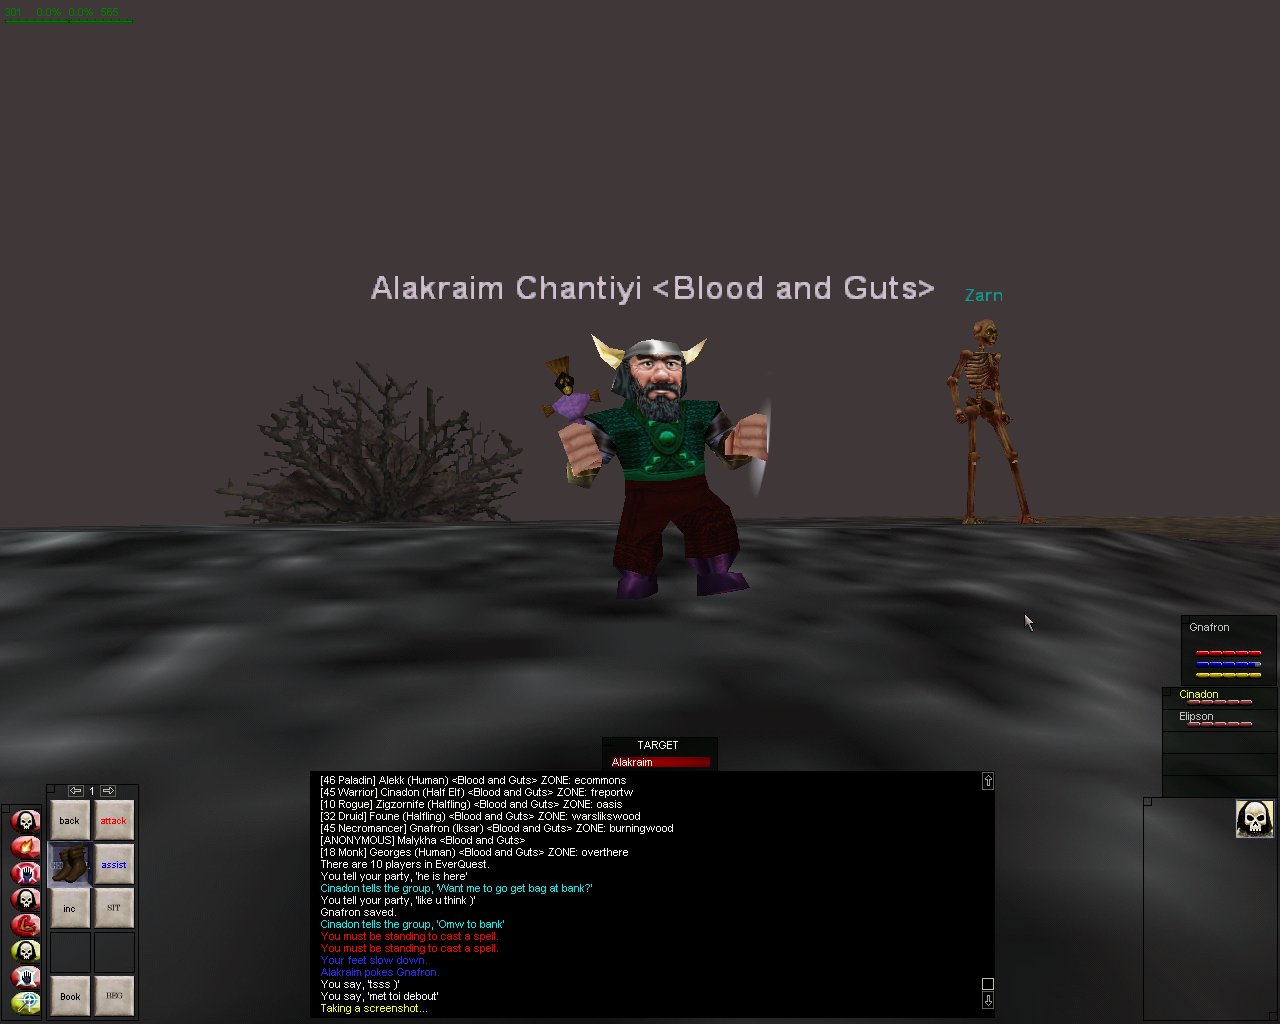 301 0.0% 0.0% 565
Alakraim Chantiyi <Blood and Guts>
Zarn
Gnafron
Cinadon
Elipson
TARGET
Alakraim
[46 Paladin] Alekk (Human) <Blood and Guts> ZONE: ecommons
[45 Warrior] Cinadon (Half Elf) <Blood and Guts> ZONE: freportw
[10 Rogue] Zigzornife (Halfling) <Blood and Guts> ZONE: oasis
[32 Druid] Foune (Halfling) <Blood and Guts> ZONE: warslikswood
[45 Necromancer] Gnafron (Iksar) <Blood and Guts> ZONE: burningwood
[ANONYMOUS] Malykha <Blood and Guts>
[18 Monk] Georges (Human) <Blood and Guts> ZONE: overthere
There are 10 players in EverQuest.
You tell your party, 'he is here'
Cinadon tells the group, 'Want me to go get bag at bank?'
You tell your party, 'like u think )'
Gnafron saved.
Cinadon tells the group, 'Omw to bank'
You must be standing to cast a spell.
You must be standing to cast a spell.
Your feet slow down.
Alakraim pokes Gnafron.
You say, 'tsss )'
You say, 'met toi debout'
Taking a screenshot...
1
back attack
assist
inc SIT
Book BEG